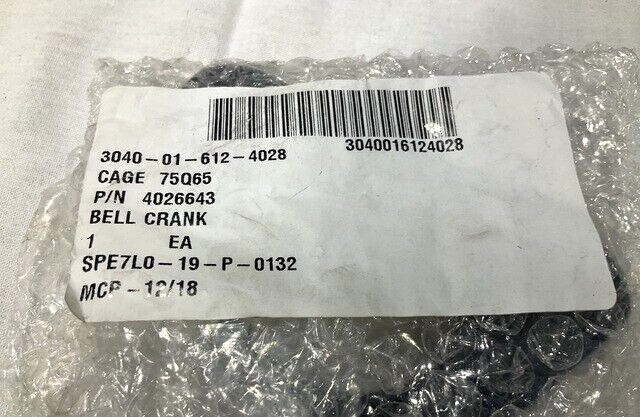 3040016124028
3040-01-612-4028
CAGE 75Q65
P/N 4026643
BELL CRANK
1 EA
SPE7L0-19-P-0132
MCP - 12/18